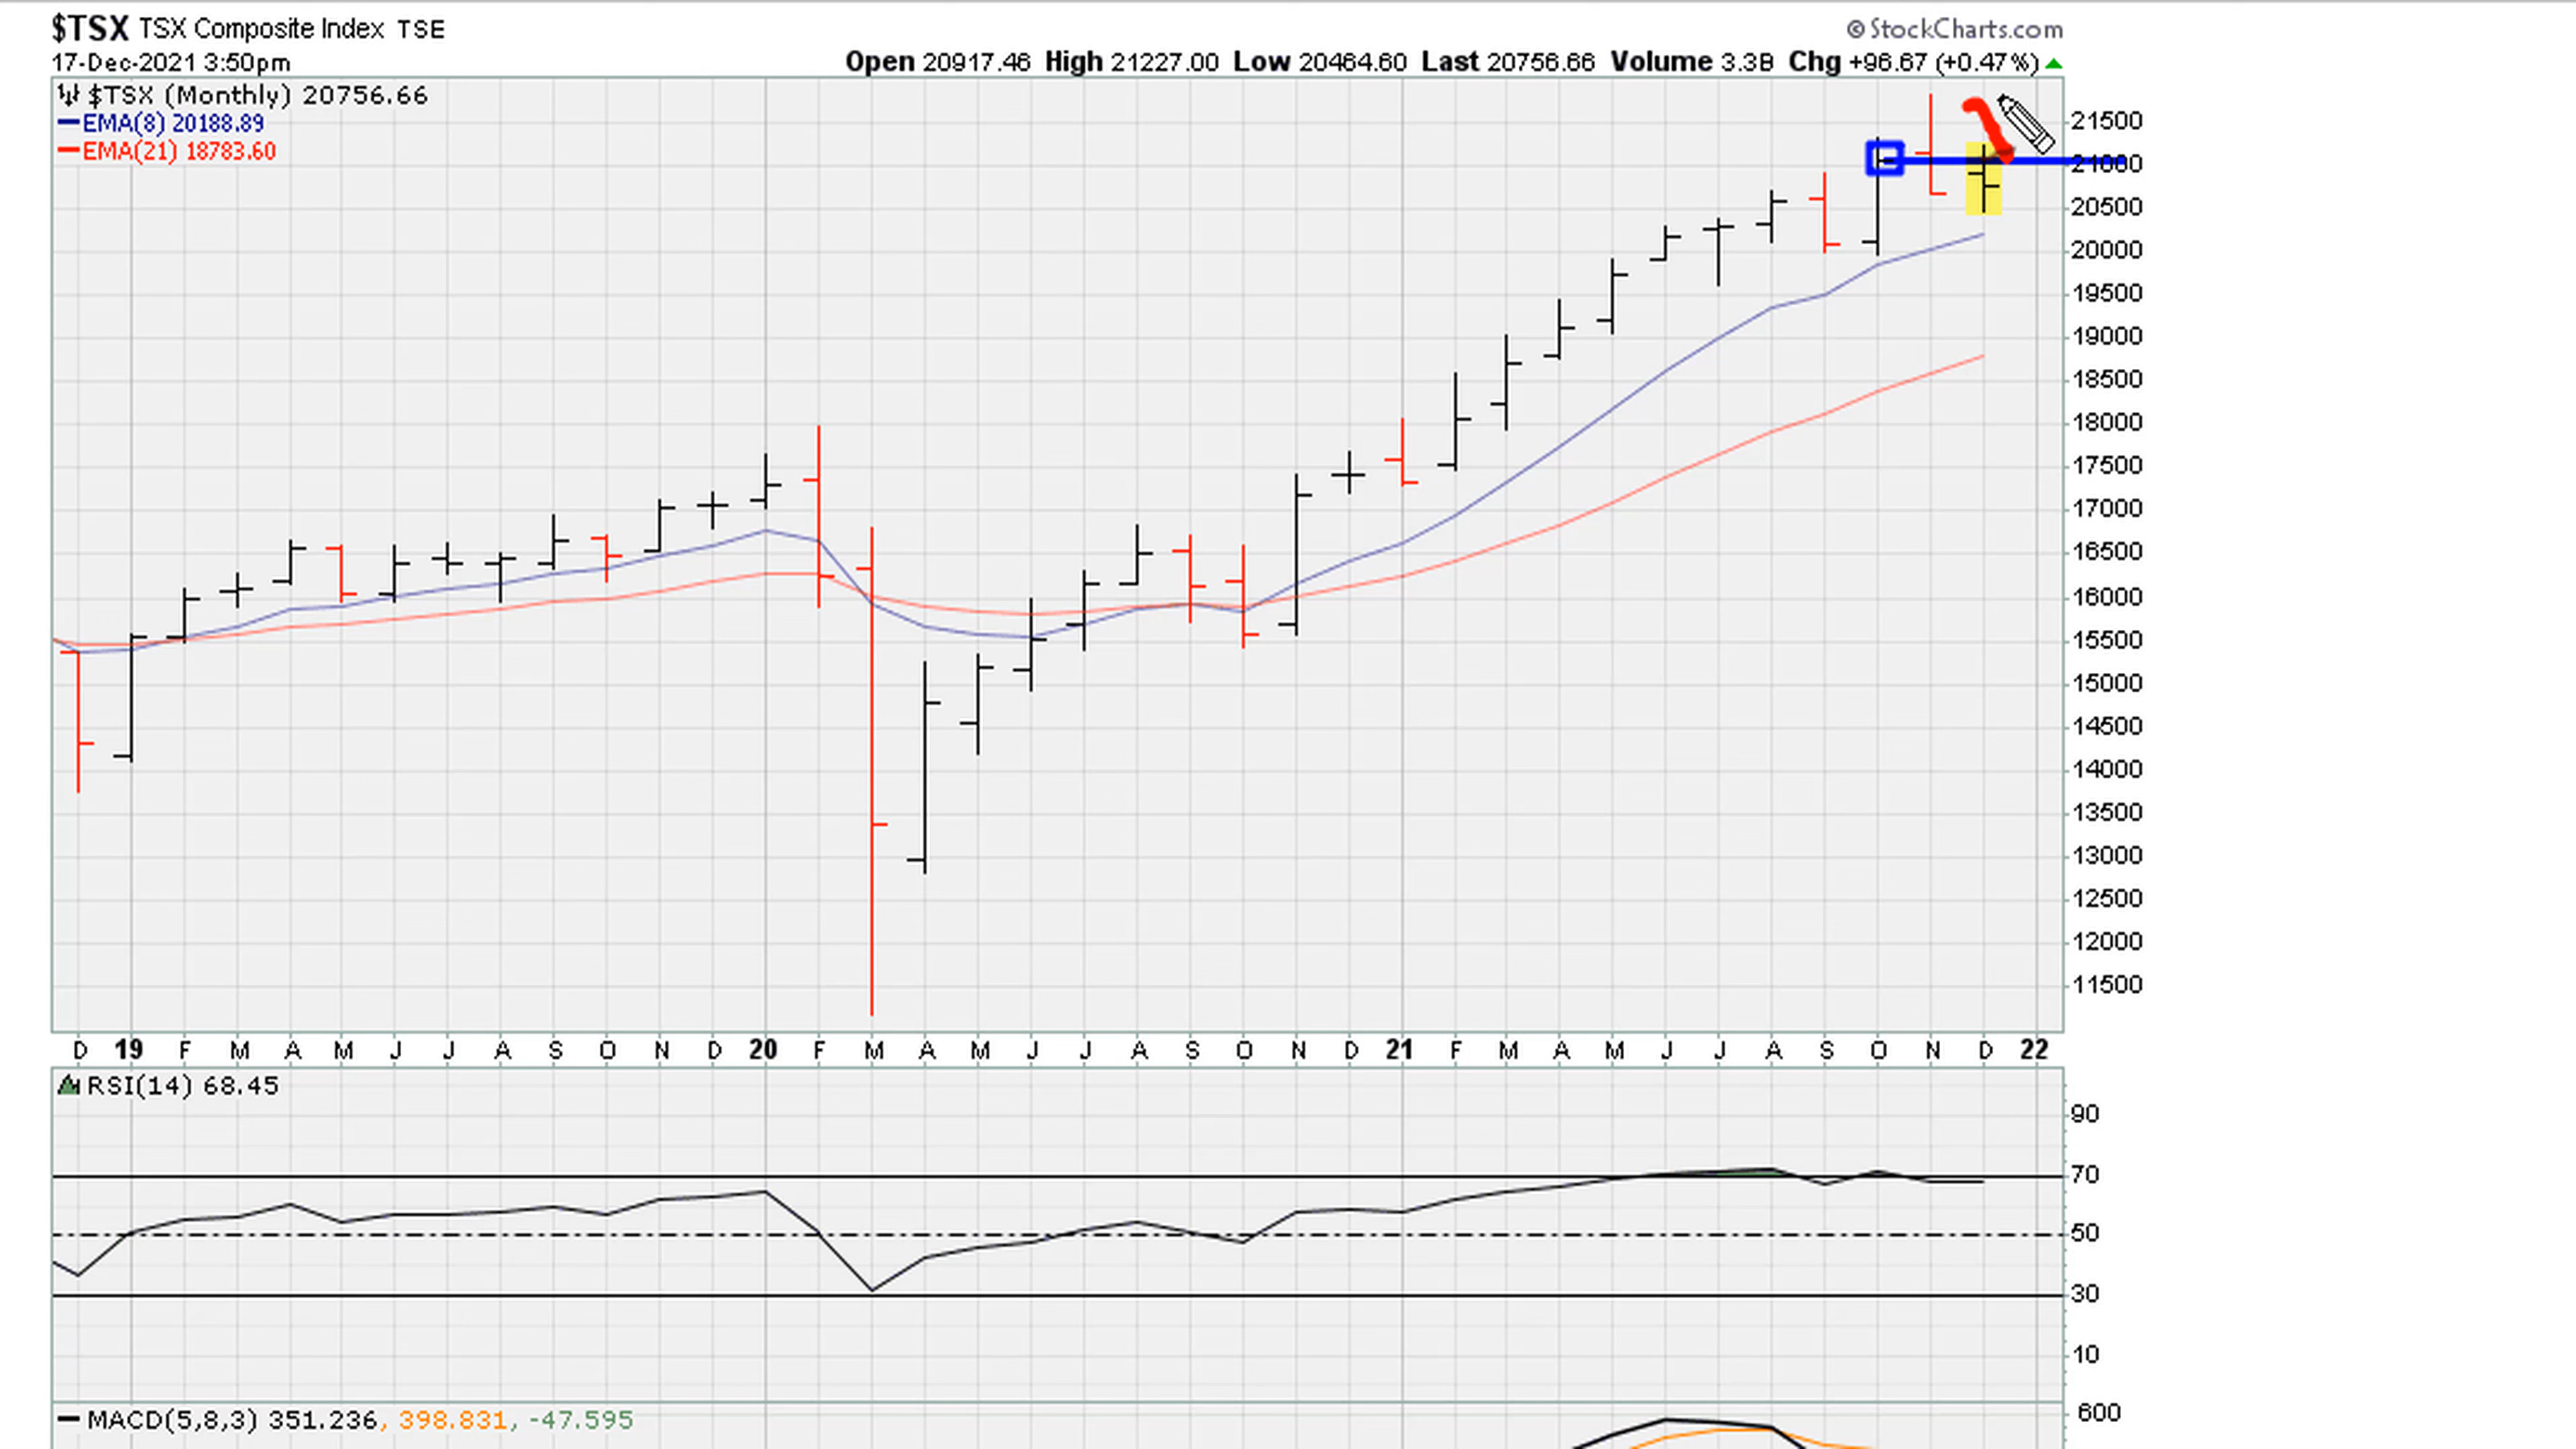 $TSX TSX Composite Index TSE
© StockCharts.com
17-Dec-2021 3:50pm
Open 20917.46 High 21227.00 Low 20464.60 Last 20756.66 Volume 3.3B Chg +96.67 (+0.47%)
$TSX (Monthly) 20756.66
EMA(8) 20188.89
EMA(21) 18783.60
21500
21000
20500
20000
19500
19000
18500
18000
17500
17000
16500
16000
15500
15000
14500
14000
13500
13000
12500
12000
11500
D 19 F M A M J J A S O N D 20 F M A M J J A S O N D 21 F M A M J J A S O N D 22
RSI(14) 68.45
90
70
50
30
10
MACD(5,8,3) 351.236, 398.831, -47.595
600